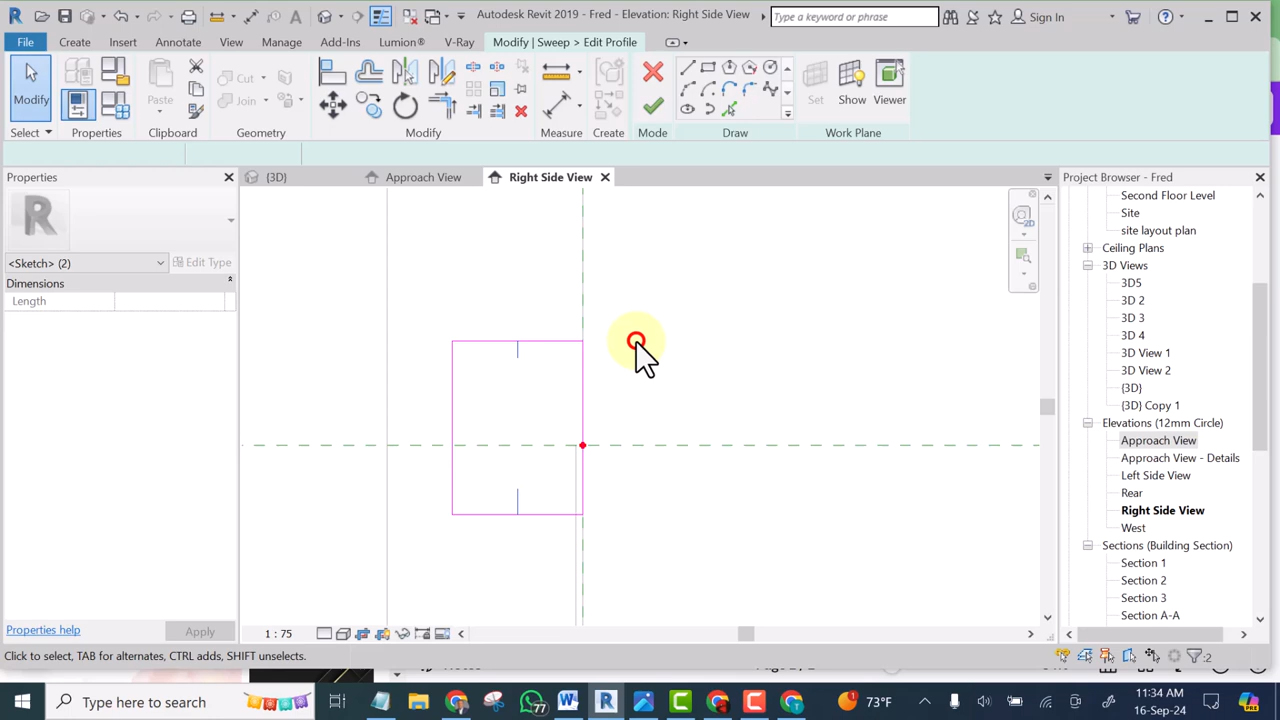 Autodesk Revit 2019 - Fred - Elevation: Right Side View
Type a keyword or phrase
Sign In
File
Create
Insert
Annotate
View
Manage
Add-Ins
Lumion®
V-Ray
Modify | Sweep > Edit Profile
Modify
Paste
Cut
Join
Set
Show
Viewer
Select
Properties
Clipboard
Geometry
Modify
Measure
Create
Mode
Draw
Work Plane
Properties
{3D}
Approach View
Right Side View
Project Browser - Fred
R
<Sketch> (2)
Edit Type
Dimensions
Length
Second Floor Level
Site
site layout plan
Ceiling Plans
3D Views
3D5
3D 2
3D 3
3D 4
3D View 1
3D View 2
{3D}
{3D} Copy 1
Elevations (12mm Circle)
Approach View
Approach View - Details
Left Side View
Rear
Right Side View
West
Sections (Building Section)
Section 1
Section 2
Section 3
Section A-A
2D
Properties help
Apply
1 : 75
Click to select, TAB for alternates, CTRL adds, SHIFT unselects.
:2
Type here to search
77
73°F
11:34 AM
16-Sep-24